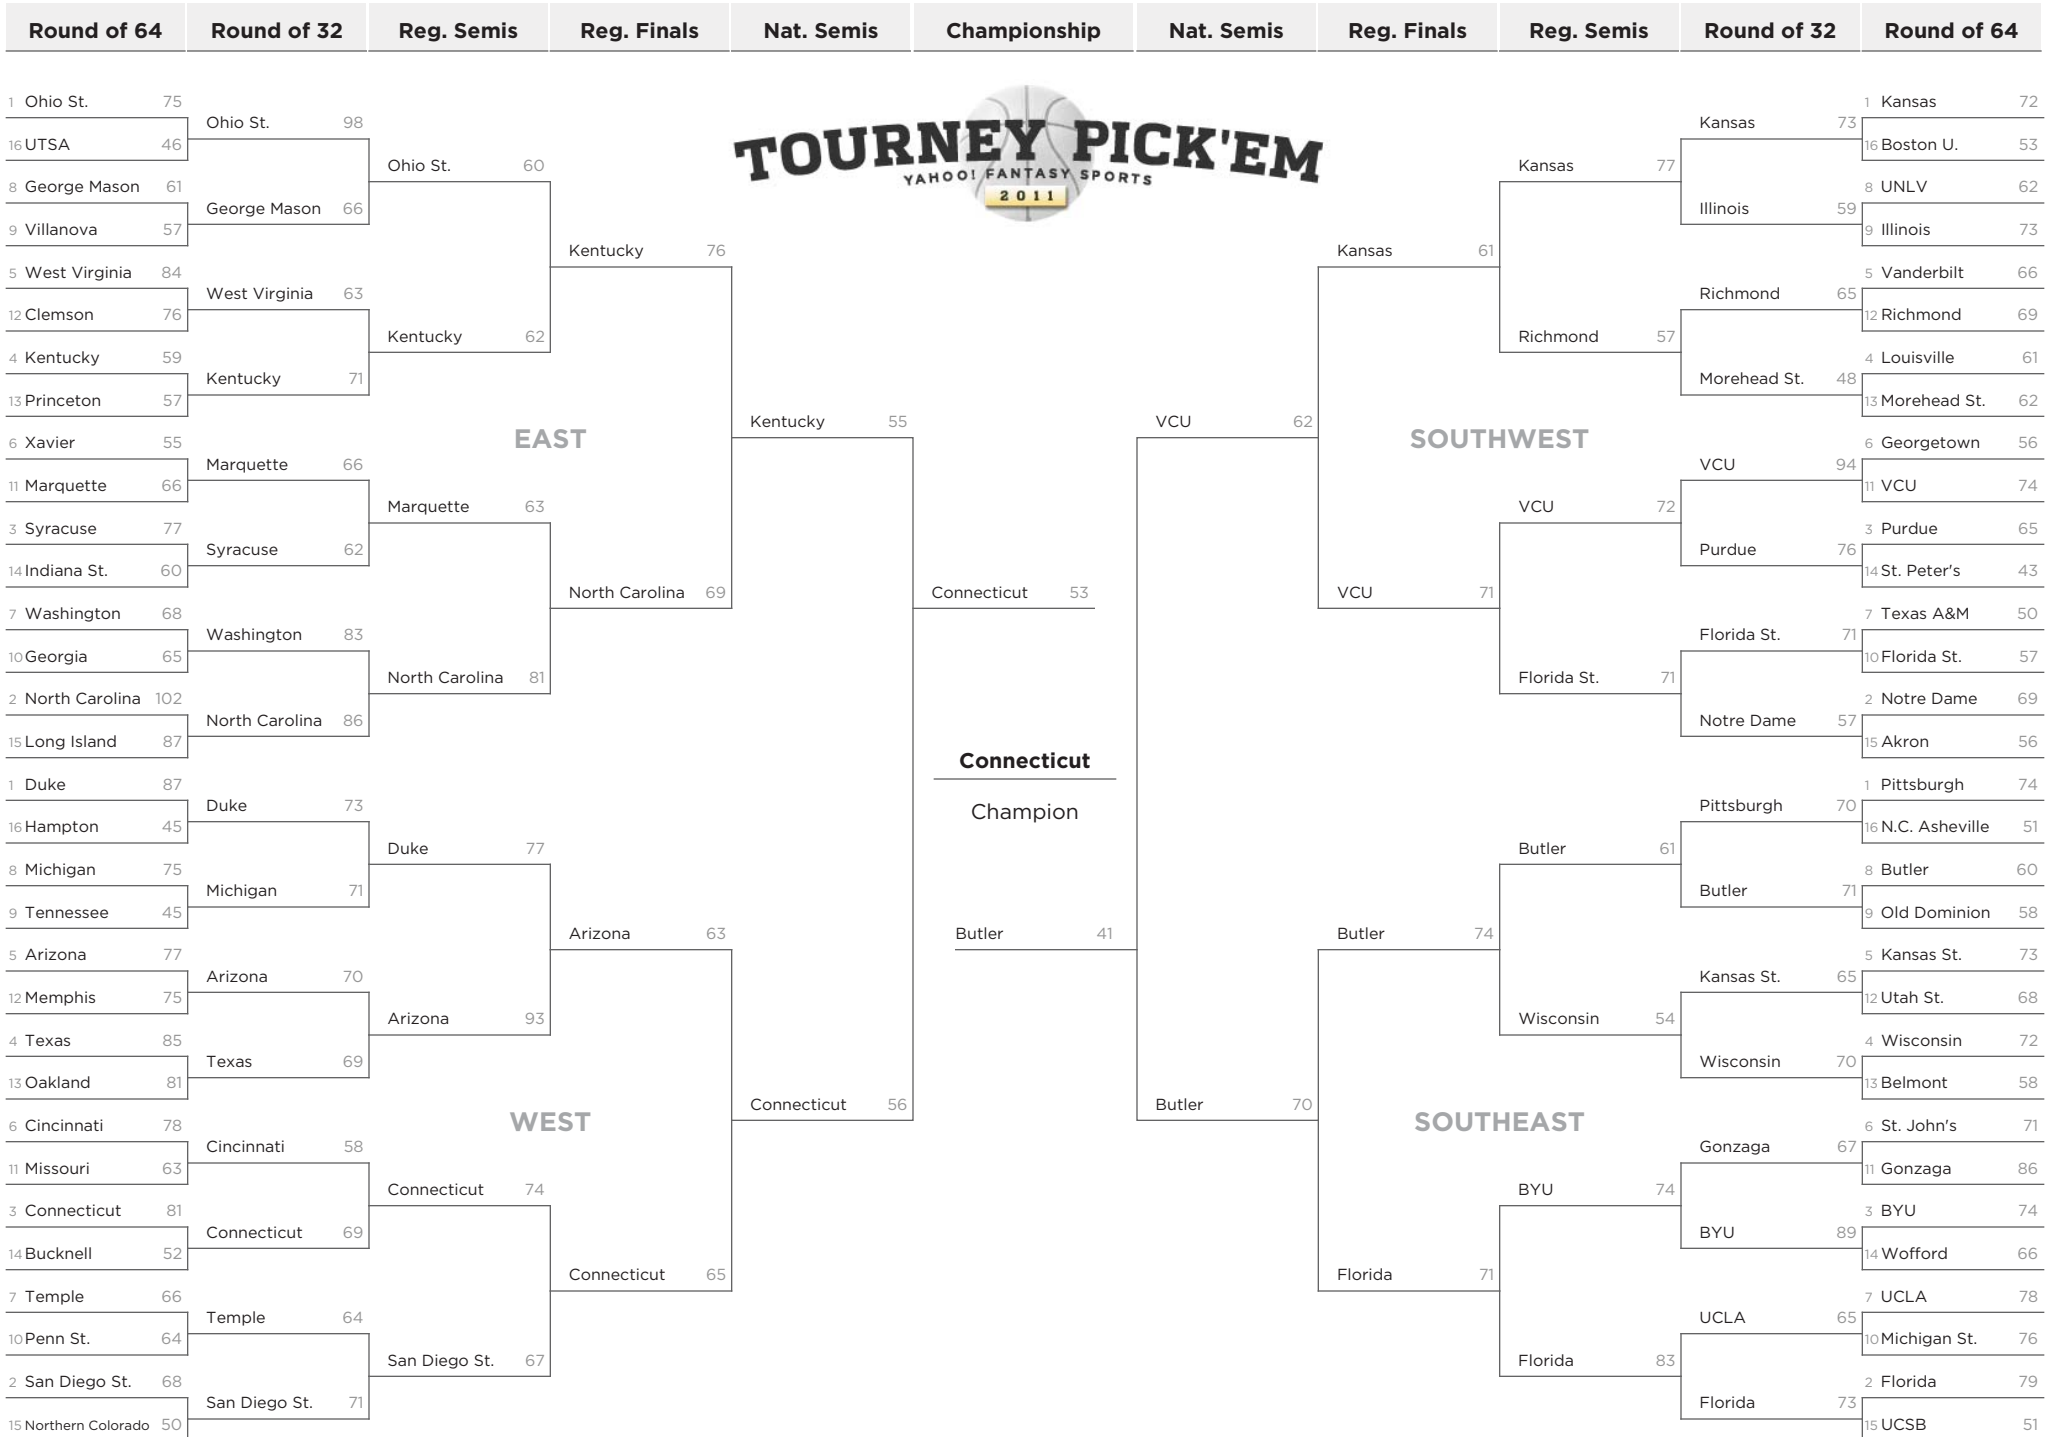 Round of 64 Round of 32 Reg. Semis Reg. Finals Nat. Semis Championship Nat. Semis Reg. Finals Reg. Semis Round of 32 Round of 64
TOURNEY PICK'EM
YAHOO! FANTASY SPORTS
2011
1 Ohio St. 75
16 UTSA 46
8 George Mason 61
9 Villanova 57
5 West Virginia 84
12 Clemson 76
4 Kentucky 59
13 Princeton 57
6 Xavier 55
11 Marquette 66
3 Syracuse 77
14 Indiana St. 60
7 Washington 68
10 Georgia 65
2 North Carolina 102
15 Long Island 87
1 Duke 87
16 Hampton 45
8 Michigan 75
9 Tennessee 45
5 Arizona 77
12 Memphis 75
4 Texas 85
13 Oakland 81
6 Cincinnati 78
11 Missouri 63
3 Connecticut 81
14 Bucknell 52
7 Temple 66
10 Penn St. 64
2 San Diego St. 68
15 Northern Colorado 50
Ohio St. 98
George Mason 66
West Virginia 63
Kentucky 71
Marquette 66
Syracuse 62
Washington 83
North Carolina 86
Duke 73
Michigan 71
Arizona 70
Texas 69
Cincinnati 58
Connecticut 69
Temple 64
San Diego St. 71
Ohio St. 60
Kentucky 62
EAST
Marquette 63
North Carolina 81
Duke 77
Arizona 93
WEST
Connecticut 74
San Diego St. 67
Kentucky 76
North Carolina 69
Arizona 63
Connecticut 65
Kentucky 55
Connecticut 56
Connecticut 53
Connecticut
Champion
Butler 41
VCU 62
Butler 70
Kansas 61
VCU 71
Butler 74
Florida 71
Kansas 77
Richmond 57
SOUTHWEST
VCU 72
Florida St. 71
Butler 61
Wisconsin 54
SOUTHEAST
BYU 74
Florida 83
Kansas 73
Illinois 59
Richmond 65
Morehead St. 48
VCU 94
Purdue 76
Florida St. 71
Notre Dame 57
Pittsburgh 70
Butler 71
Kansas St. 65
Wisconsin 70
Gonzaga 67
BYU 89
UCLA 65
Florida 73
1 Kansas 72
16 Boston U. 53
8 UNLV 62
9 Illinois 73
5 Vanderbilt 66
12 Richmond 69
4 Louisville 61
13 Morehead St. 62
6 Georgetown 56
11 VCU 74
3 Purdue 65
14 St. Peter's 43
7 Texas A&M 50
10 Florida St. 57
2 Notre Dame 69
15 Akron 56
1 Pittsburgh 74
16 N.C. Asheville 51
8 Butler 60
9 Old Dominion 58
5 Kansas St. 73
12 Utah St. 68
4 Wisconsin 72
13 Belmont 58
6 St. John's 71
11 Gonzaga 86
3 BYU 74
14 Wofford 66
7 UCLA 78
10 Michigan St. 76
2 Florida 79
15 UCSB 51